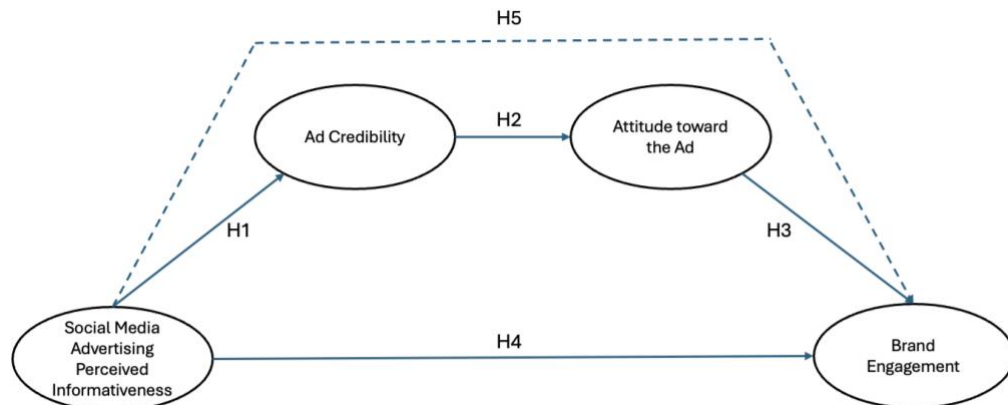 H5
Ad Credibility
H2
Attitude toward
the Ad
H1
H3
Social Media
Advertising
Perceived
Informativeness
H4
Brand
Engagement